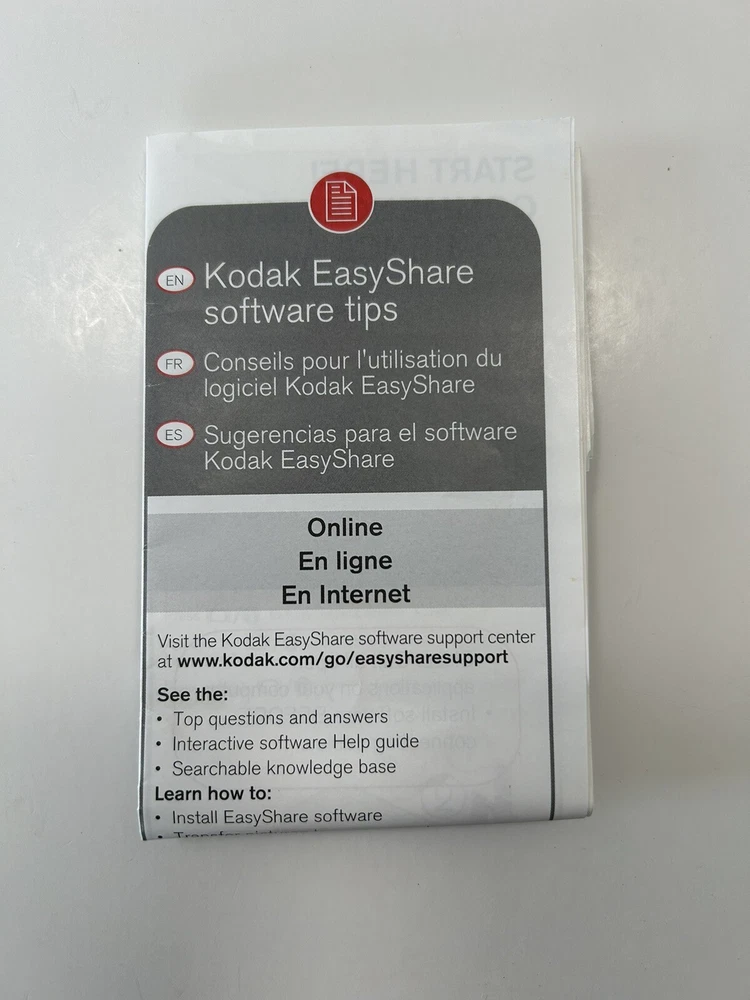 START HERE!
EN Kodak EasyShare
software tips
FR Conseils pour l'utilisation du
logiciel Kodak EasyShare
ES Sugerencias para el software
Kodak EasyShare
Online
En ligne
En Internet
Visit the Kodak EasyShare software support center
at www.kodak.com/go/easysharesupport
See the:
• Top questions and answers
• Interactive software Help guide
• Searchable knowledge base
Learn how to:
• Install EasyShare software